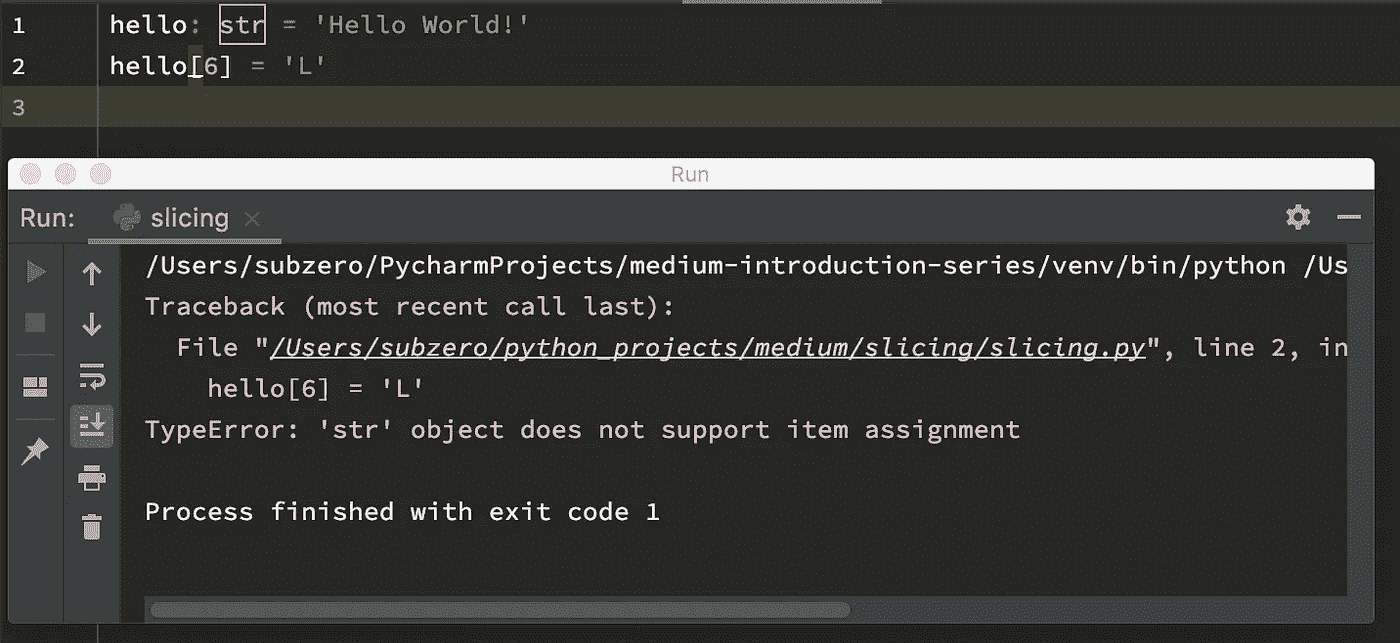 1 hello: str = 'Hello World!'
2 hello[6] = 'L'
3
Run
Run: slicing
/Users/subzero/PycharmProjects/medium-introduction-series/venv/bin/python /Us
Traceback (most recent call last):
File "/Users/subzero/python_projects/medium/slicing/slicing.py", line 2, in
hello[6] = 'L'
TypeError: 'str' object does not support item assignment
Process finished with exit code 1